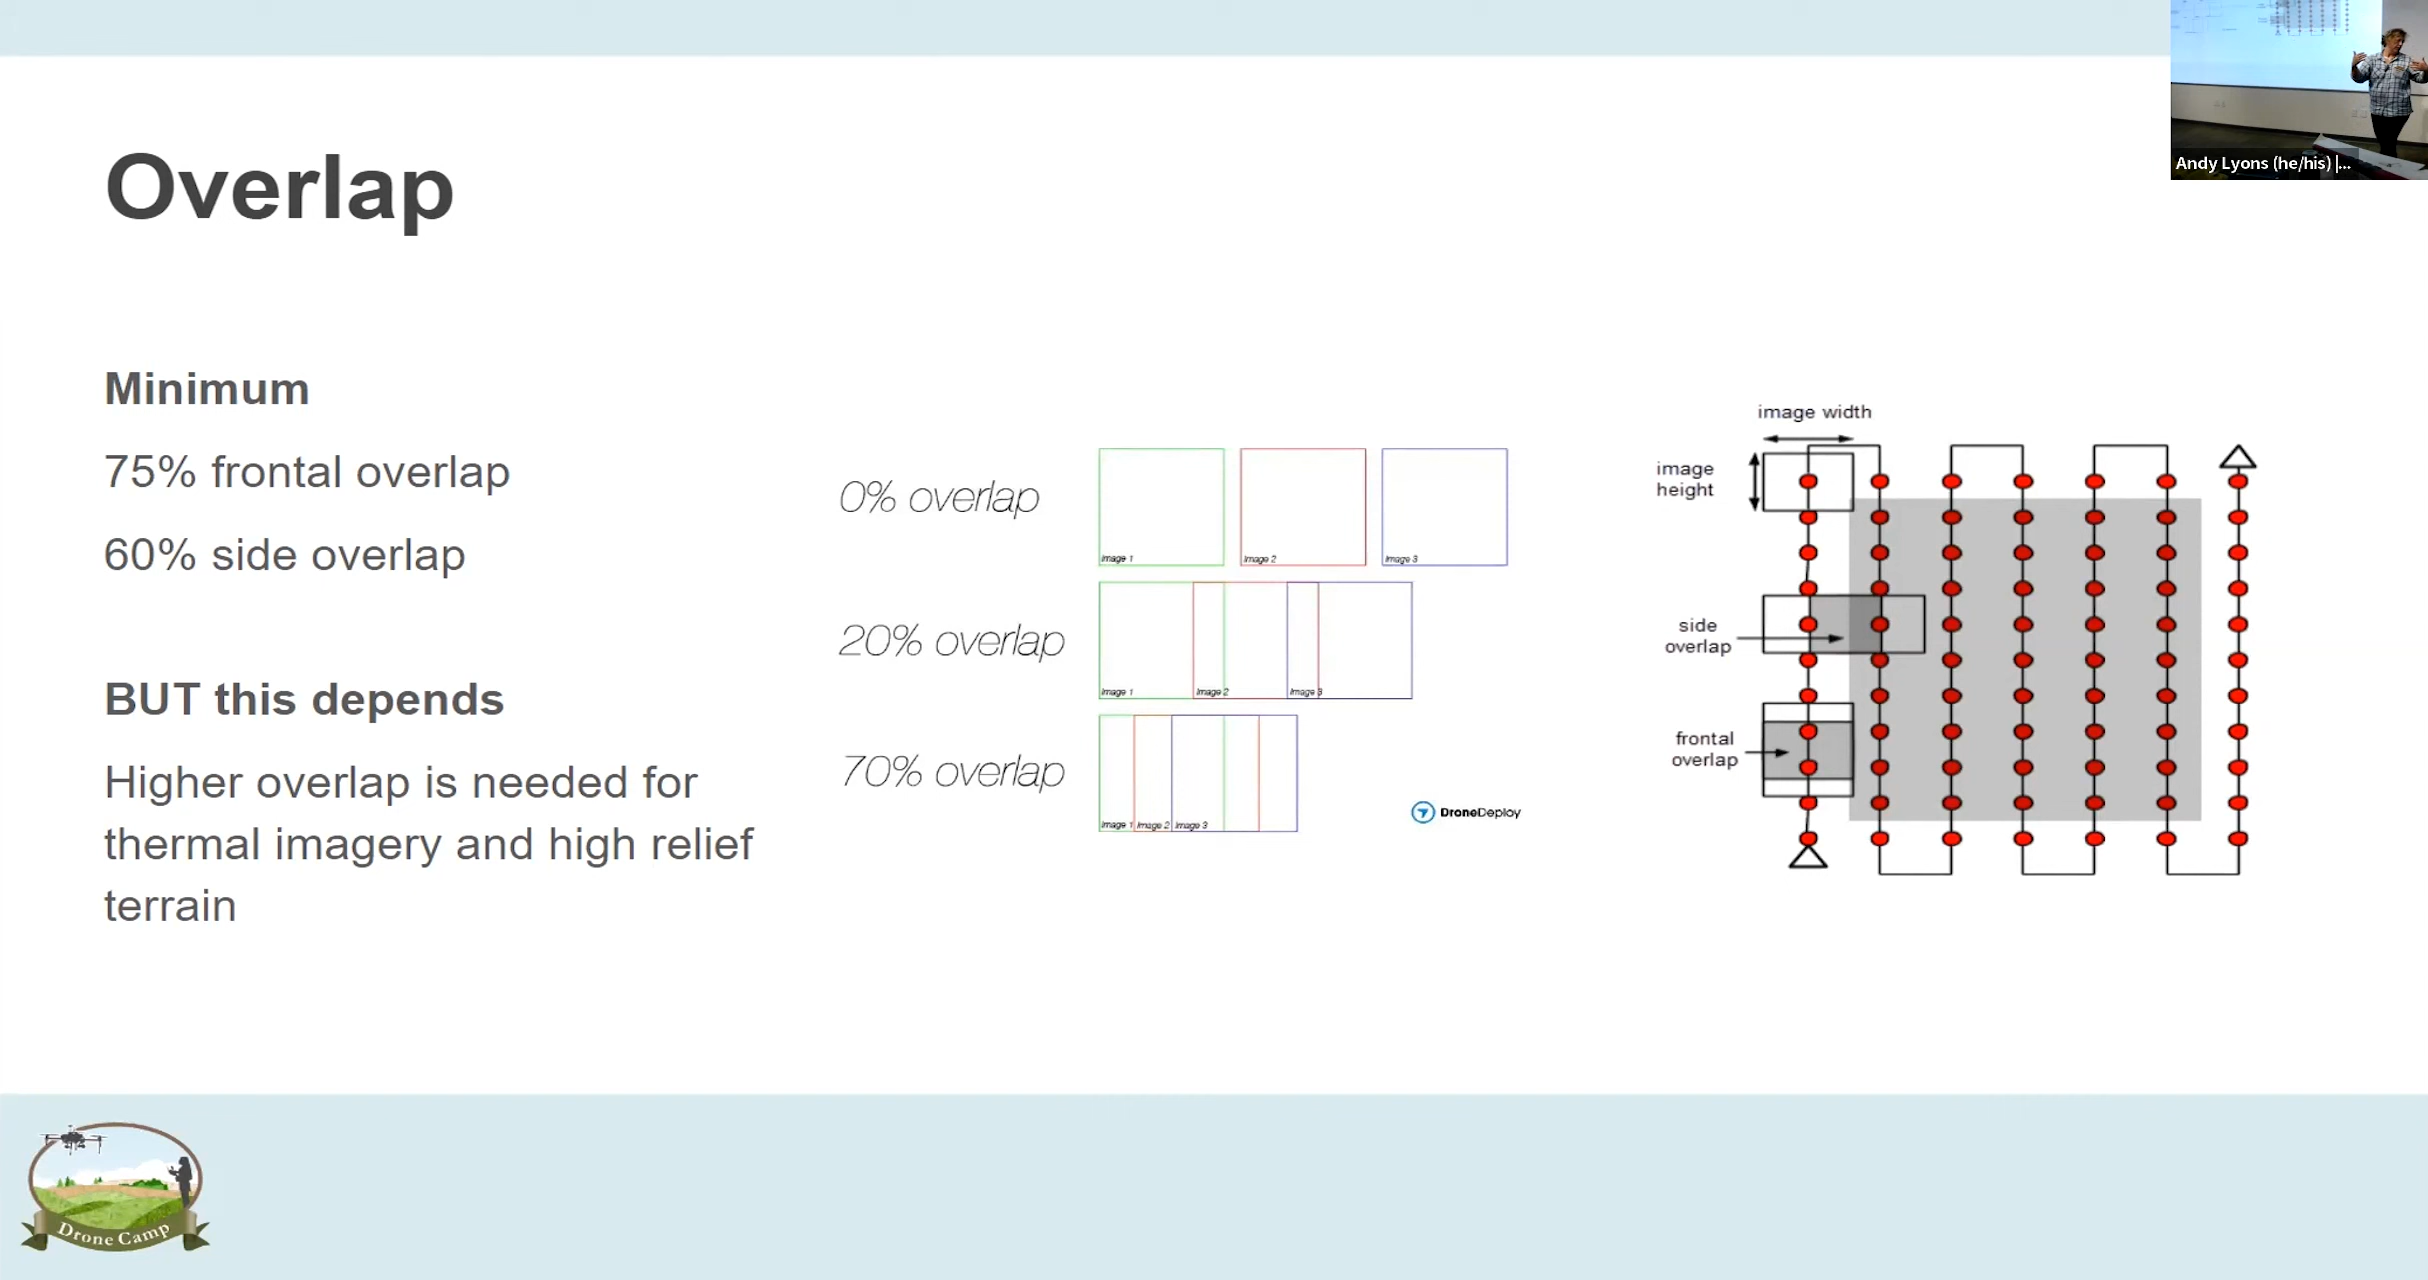 Andy Lyons (he/his) |...
Overlap
Minimum
75% frontal overlap
60% side overlap
BUT this depends
Higher overlap is needed for
thermal imagery and high relief
terrain
0% overlap
Image 1
Image 2
Image 3
20% overlap
Image 1
Image 2
Image 3
70% overlap
Image 1
Image 2
Image 3
DroneDeploy
image width
image
height
side
overlap
frontal
overlap
Drone Camp